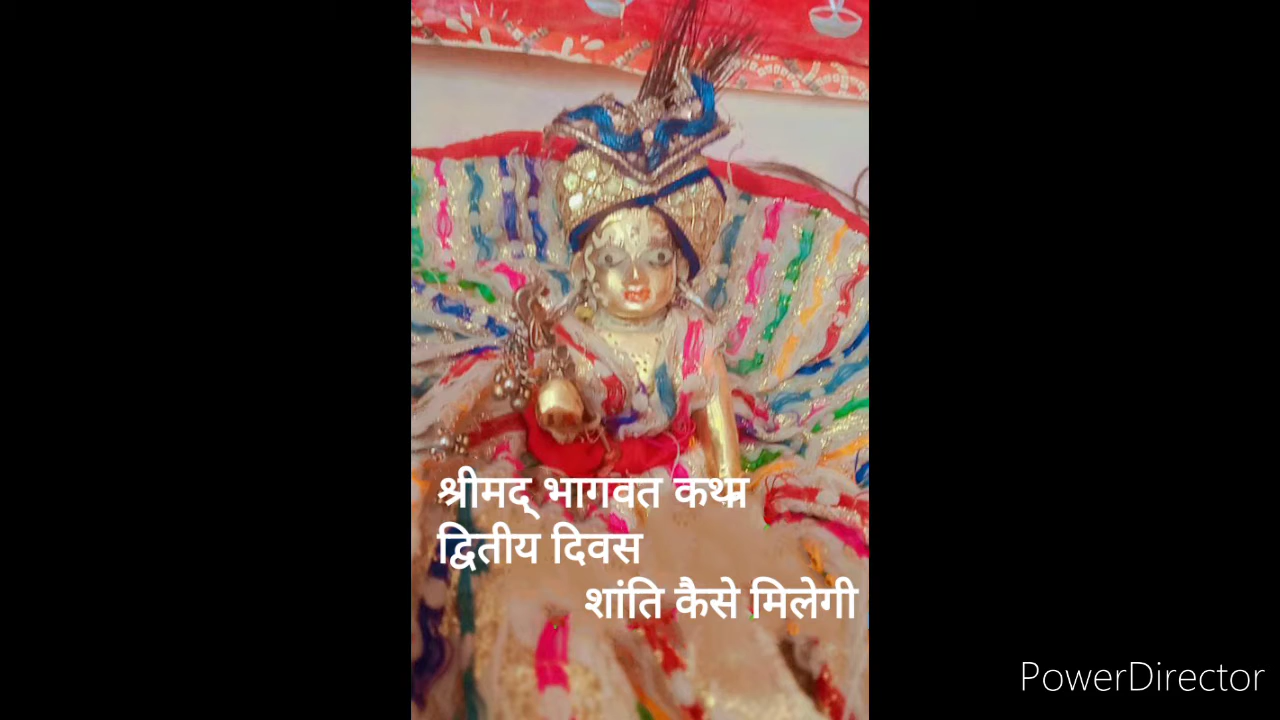 श्रीमद् भागवत कथा
द्वितीय दिवस
शांति कैसे मिलेगी
PowerDirector